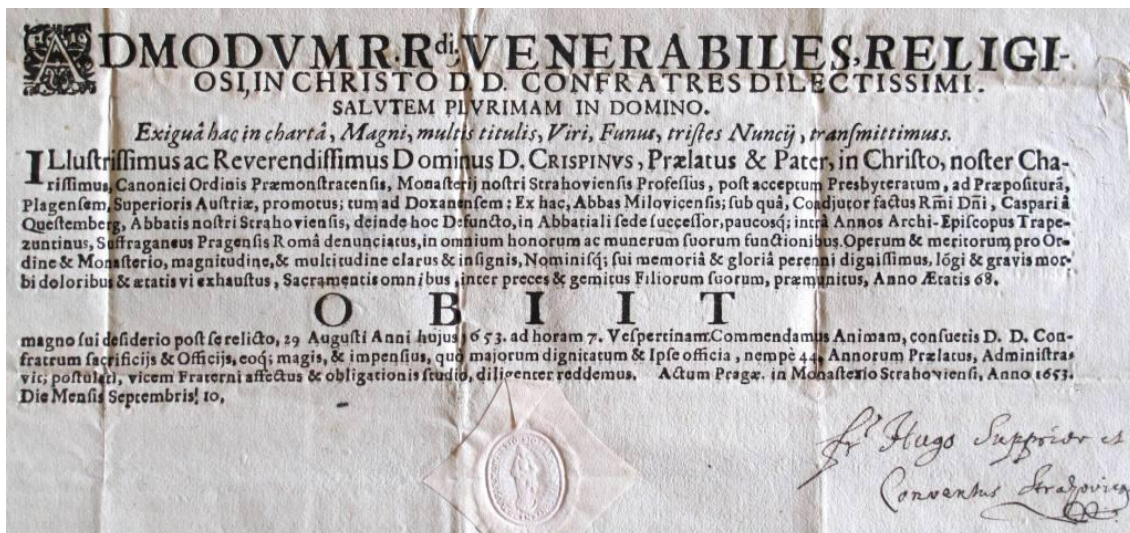 ADMODVM R. R.di VENERABILES, RELIGI-
OSI, IN CHRISTO D. D. CONFRATRES DILECTISSIMI.
SALVTEM PLVRIMAM IN DOMINO.
Exiguâ hac in chartâ, Magni, multis titulis, Viri, Funus, tristes Nuncij, transmittimus.
ILlustrissimus ac Reverendissimus Dominus D. CRISPINVS, Prælatus & Pater, in Christo, noster Cha-
rissimus, Canonici Ordinis Præmonstratensis, Monasterij nostri Strahoviensis Professus, post acceptum Presbyteratum, ad Præpositurã,
Plagensem, Superioris Austriæ, promotus; tum ad Doxanensem: Ex hac, Abbas Milovicensis; sub quâ, Coadjutor factus Rm̃i Dñi, Caspari à
Questemberg, Abbatis nostri Strahoviensis, deinde hoc Defuncto, in Abbatiali sede successor, paucosq; intrà Annos Archi-Episcopus Trape-
zuntinus, Suffraganeus Pragensis Româ denunciatus, in omnium honorum ac munerum suorum functionibus. Operum & meritorum, pro Or-
dine & Monasterio, magnitudine, & multitudine clarus & insignis, Nominisq; sui memoriâ & gloriâ perenni dignissimus, lõgi & gravis mor-
bi doloribus & ætatis vi exhaustus, Sacramentis omnibus, inter preces & gemitus Filiorum suorum, præmunitus, Anno Ætatis 68.
O B I I T
magno sui desiderio post se relicto, 29 Augusti Anni hujus 1653. ad horam 7. Vespertinam. Commendamus Animam, consuetis D. D. Con-
fratrum sacrificijs & Officijs, eoq; magis, & impensius, quò majorum dignitatum & Ipse officia, nempè 44. Annorum Prælatus, Administra-
vit; postulati, vicem Fraterni affectus & obligationis studio, diligenter reddemus. Actum Pragæ. in Monasterio Strahoviensi, Anno 1653.
Die Mensis Septembris 10,
fr. Hugo Supprior et
Conventus